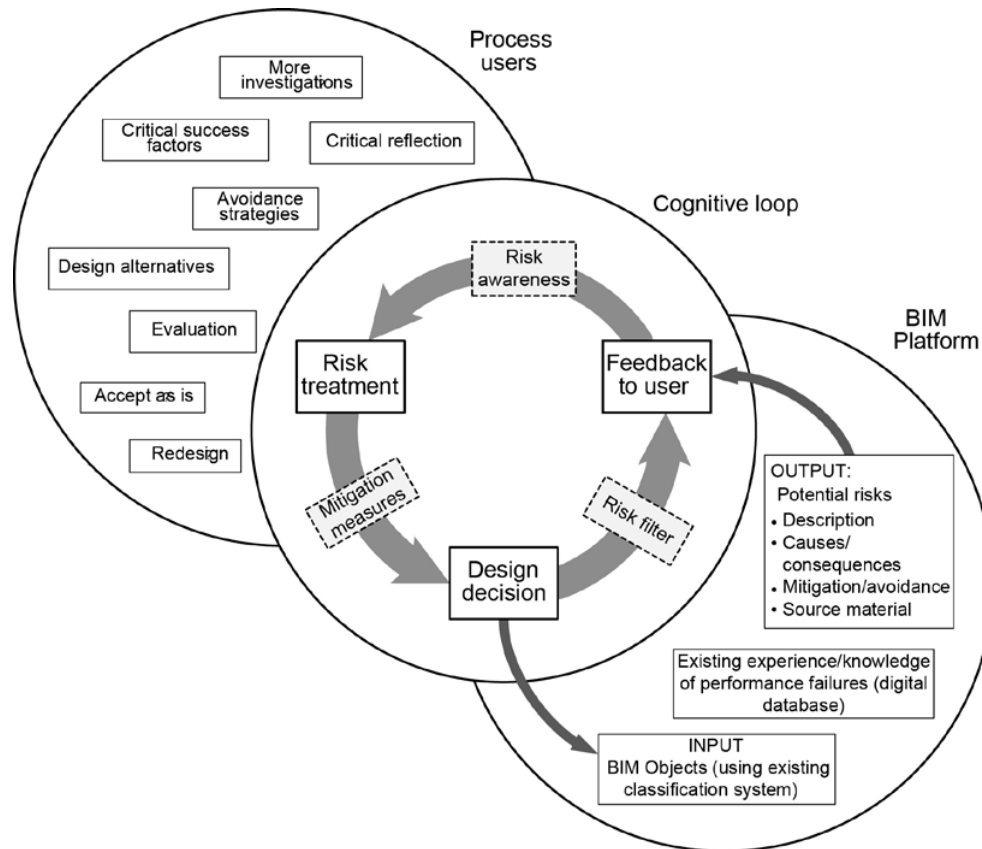 Process
users
More
investigations
Critical success
factors
Critical reflection
Avoidance
strategies
Design alternatives
Evaluation
Accept as is
Redesign
Cognitive loop
Risk
awareness
Risk
treatment
Feedback
to user
Mitigation
measures
Risk filter
Design
decision
BIM
Platform
OUTPUT:
Potential risks
• Description
• Causes/
consequences
• Mitigation/avoidance
• Source material
Existing experience/knowledge
of performance failures (digital
database)
INPUT
BIM Objects (using existing
classification system)